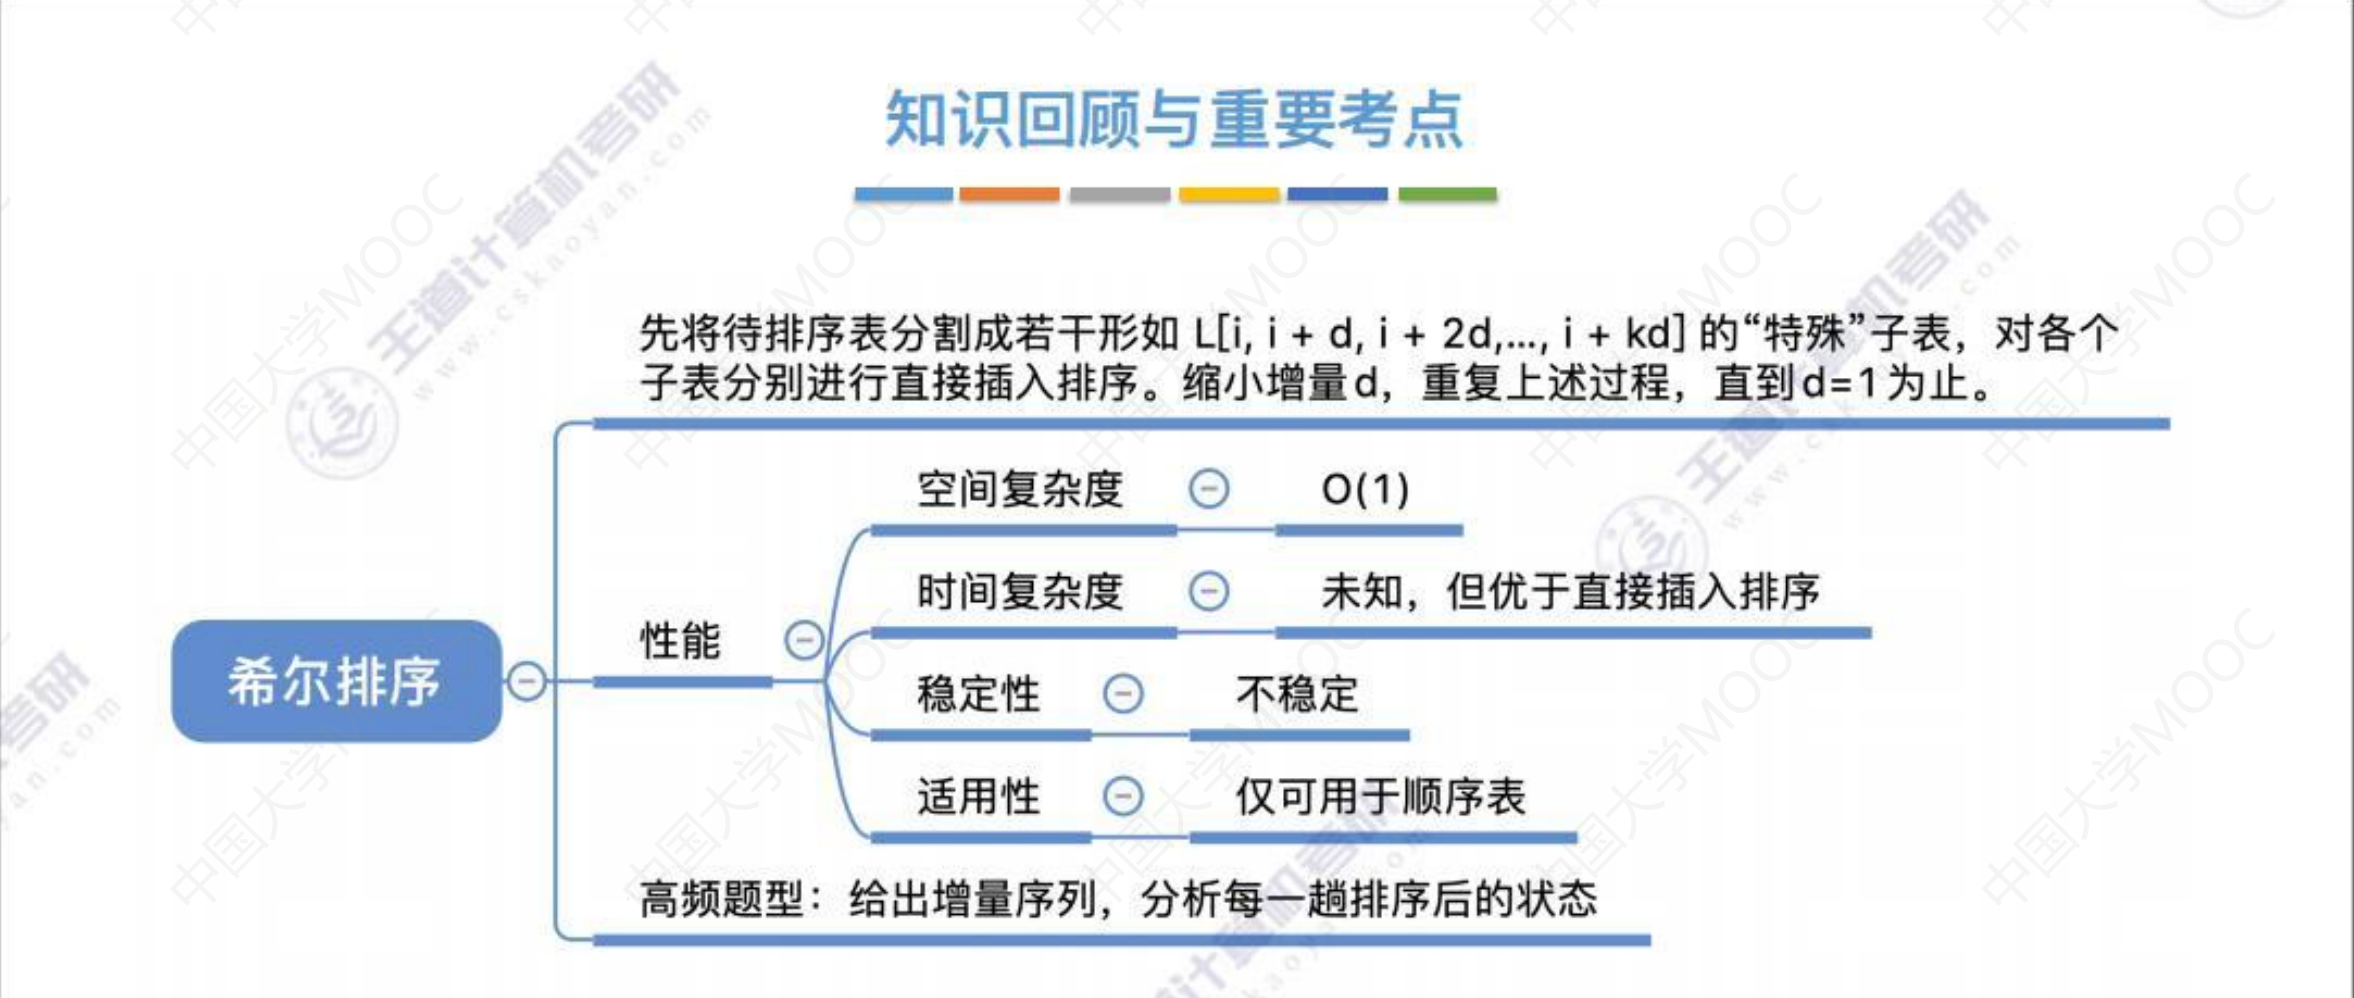 知识回顾与重要考点
先将待排序表分割成若干形如 L[i, i + d, i + 2d,..., i + kd] 的“特殊”子表，对各个
子表分别进行直接插入排序。缩小增量d，重复上述过程，直到d=1为止。
空间复杂度 O(1)
时间复杂度 未知，但优于直接插入排序
性能
希尔排序
稳定性 不稳定
适用性 仅可用于顺序表
高频题型：给出增量序列，分析每一趟排序后的状态
王道计算机考研
www.cskaoyan.com
中国大学MOOC